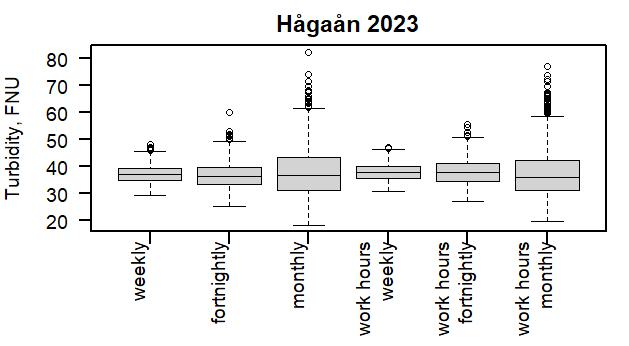 Hågaån 2023
Turbidity, FNU
80
70
60
50
40
30
20
weekly
fortnightly
monthly
work hours
weekly
work hours
fortnightly
work hours
monthly